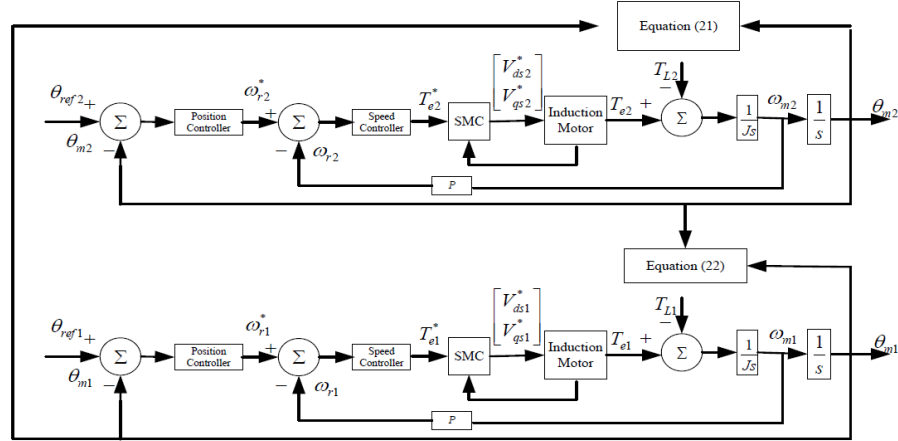 Equation (21)
θref2 +
θm2
−
Σ
Position
Controller
ω*r2
+
−
Σ
ωr2
Speed
Controller
T*e2
SMC
V*ds2
V*qs2
Induction
Motor
Te2 +
TL2
−
Σ
1
Js
ωm2
1
s
θm2
P
Equation (22)
θref1 +
θm1
−
Σ
Position
Controller
ω*r1
+
−
Σ
ωr1
Speed
Controller
T*e1
SMC
V*ds1
V*qs1
Induction
Motor
Te1 +
TL1
−
Σ
1
Js
ωm1
1
s
θm1
P